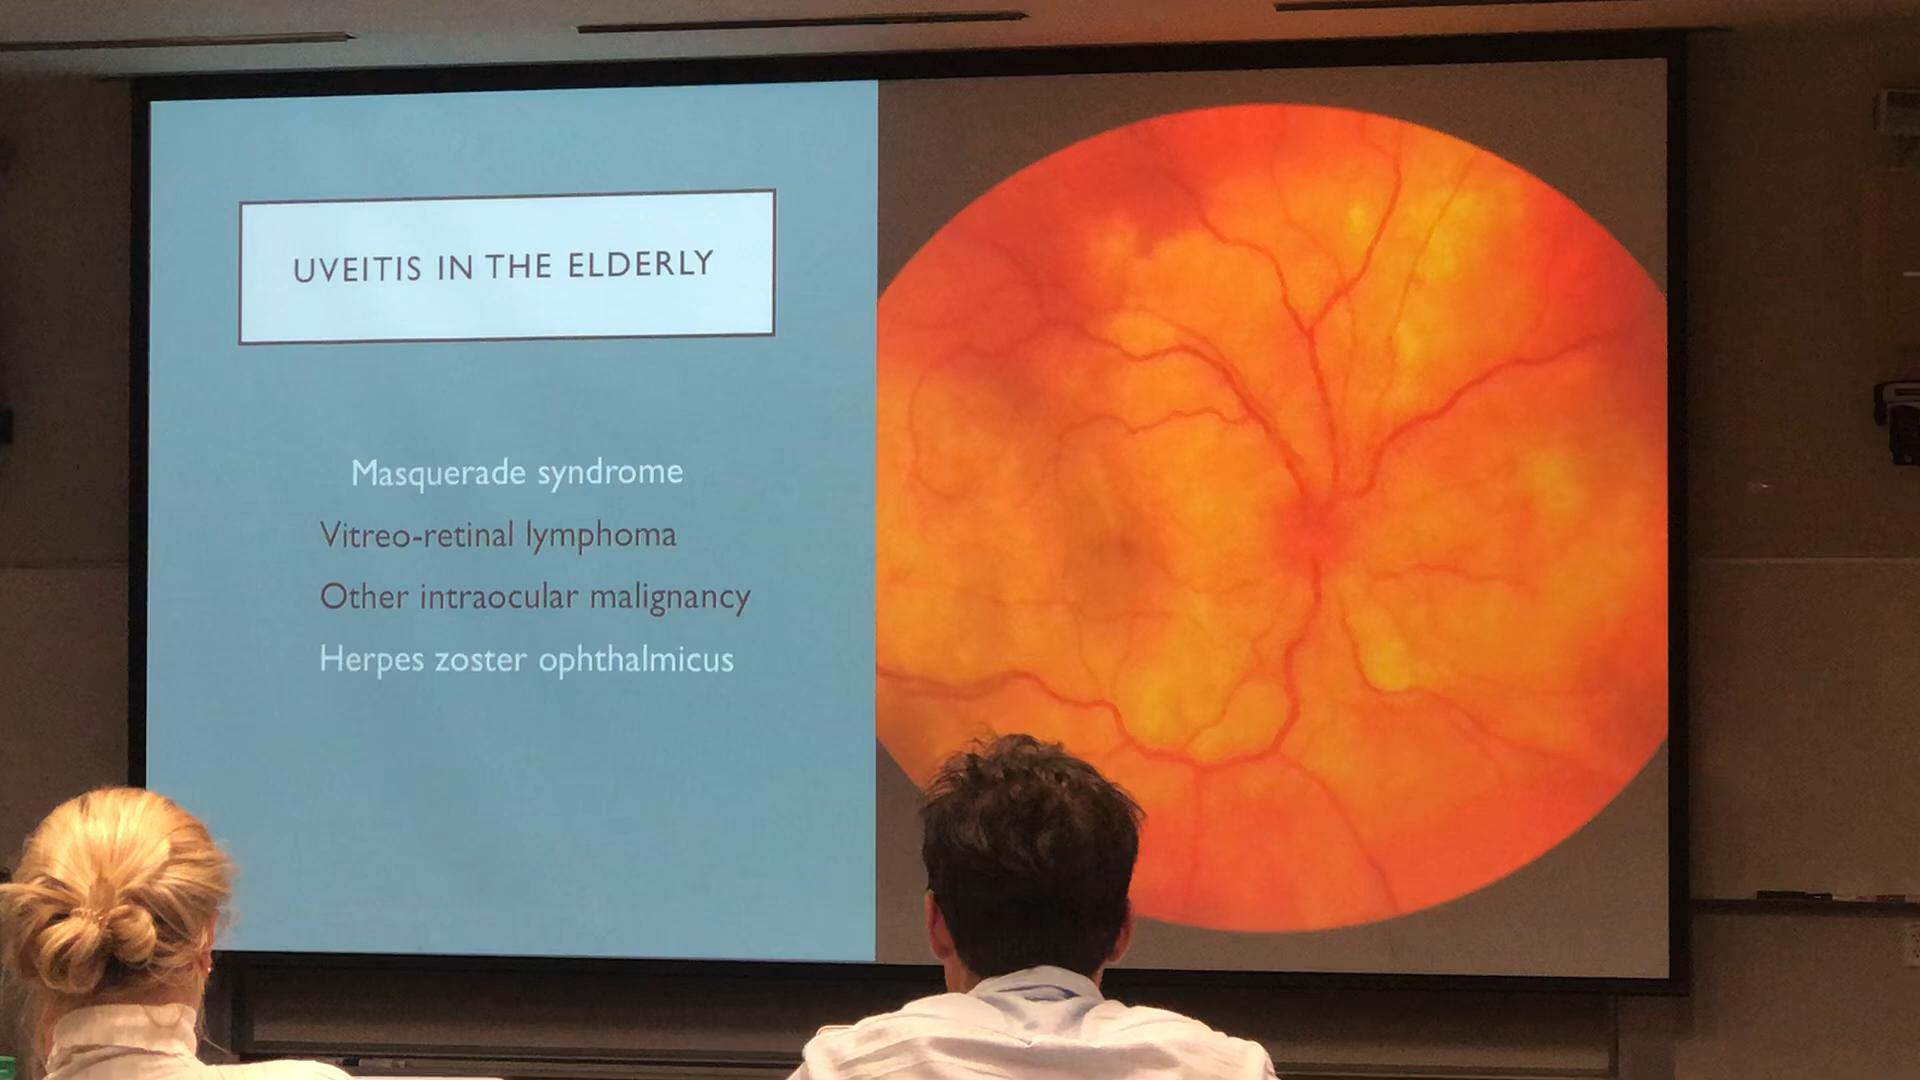 UVEITIS IN THE ELDERLY
Masquerade syndrome
Vitreo-retinal lymphoma
Other intraocular malignancy
Herpes zoster ophthalmicus